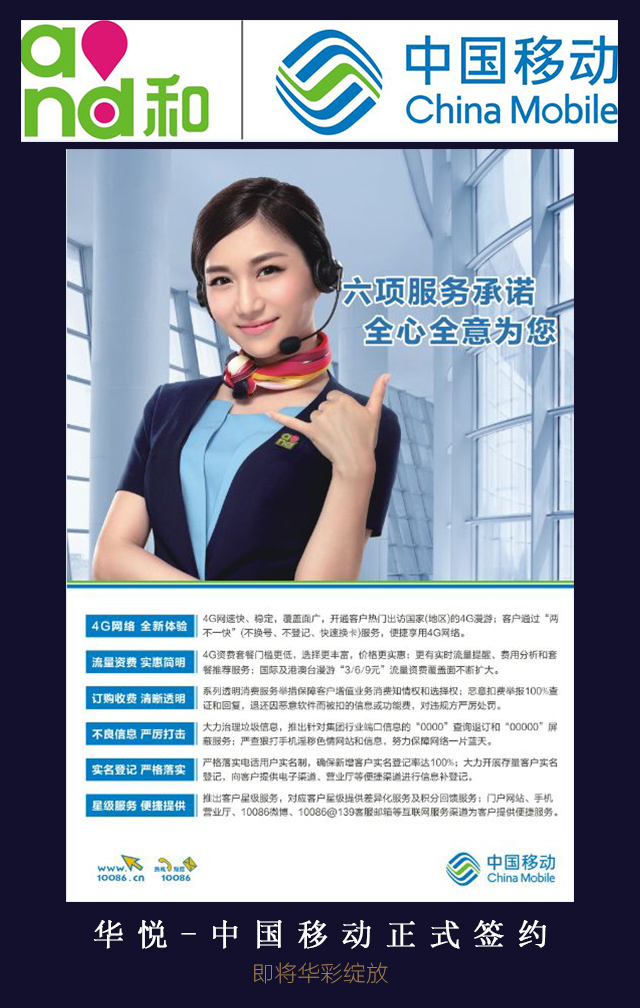 and和
中国移动
China Mobile
六项服务承诺
全心全意为您
and
4G网络 全新体验
4G网速快、稳定，覆盖面广，开通客户热门出访国家(地区)的4G漫游；客户通过“两
不一快”(不换号、不登记、快速换卡)服务，便捷享用4G网络。
流量资费 实惠简明
4G资费套餐门槛更低，选择更丰富，价格更实惠；更有实时流量提醒、费用分析和套
餐推荐服务；国际及港澳台漫游“3/6/9元”流量资费覆盖面不断扩大。
订购收费 清晰透明
系列透明消费服务举措保障客户增值业务消费知情权和选择权；恶意扣费举报100%查
证和回复，退还因恶意软件而被扣的信息或功能费，对违规方严厉处罚。
不良信息 严厉打击
大力治理垃圾信息，推出针对集团行业端口信息的“0000”查询退订和“00000”屏
蔽服务；严查狠打手机淫秽色情网站和信息，努力保障网络一片蓝天。
实名登记 严格落实
严格落实电话用户实名制，确保新增客户实名登记率达100%；大力开展存量客户实名
登记，向客户提供电子渠道、营业厅等便捷渠道进行信息补登记。
星级服务 便捷提供
推出客户星级服务，对应客户星级提供差异化服务及积分回馈服务；门户网站、手机
营业厅、10086微博、10086@139客服邮箱等互联网服务渠道为客户提供便捷服务。
www.
10086.cn
热线 短信
10086
中国移动
China Mobile
华悦-中国移动正式签约
即将华彩绽放